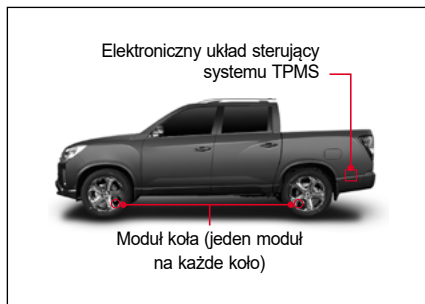 Elektroniczny układ sterujący
systemu TPMS
Moduł koła (jeden moduł
na każde koło)